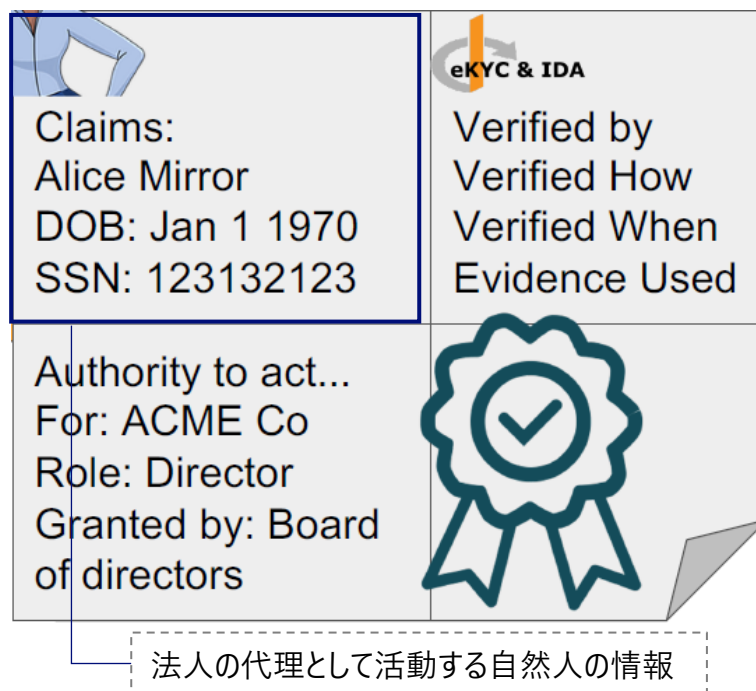 Claims:
Alice Mirror
DOB: Jan 1 1970
SSN: 123132123
eKYC & IDA
Verified by
Verified How
Verified When
Evidence Used
Authority to act...
For: ACME Co
Role: Director
Granted by: Board
of directors
法人の代理として活動する自然人の情報